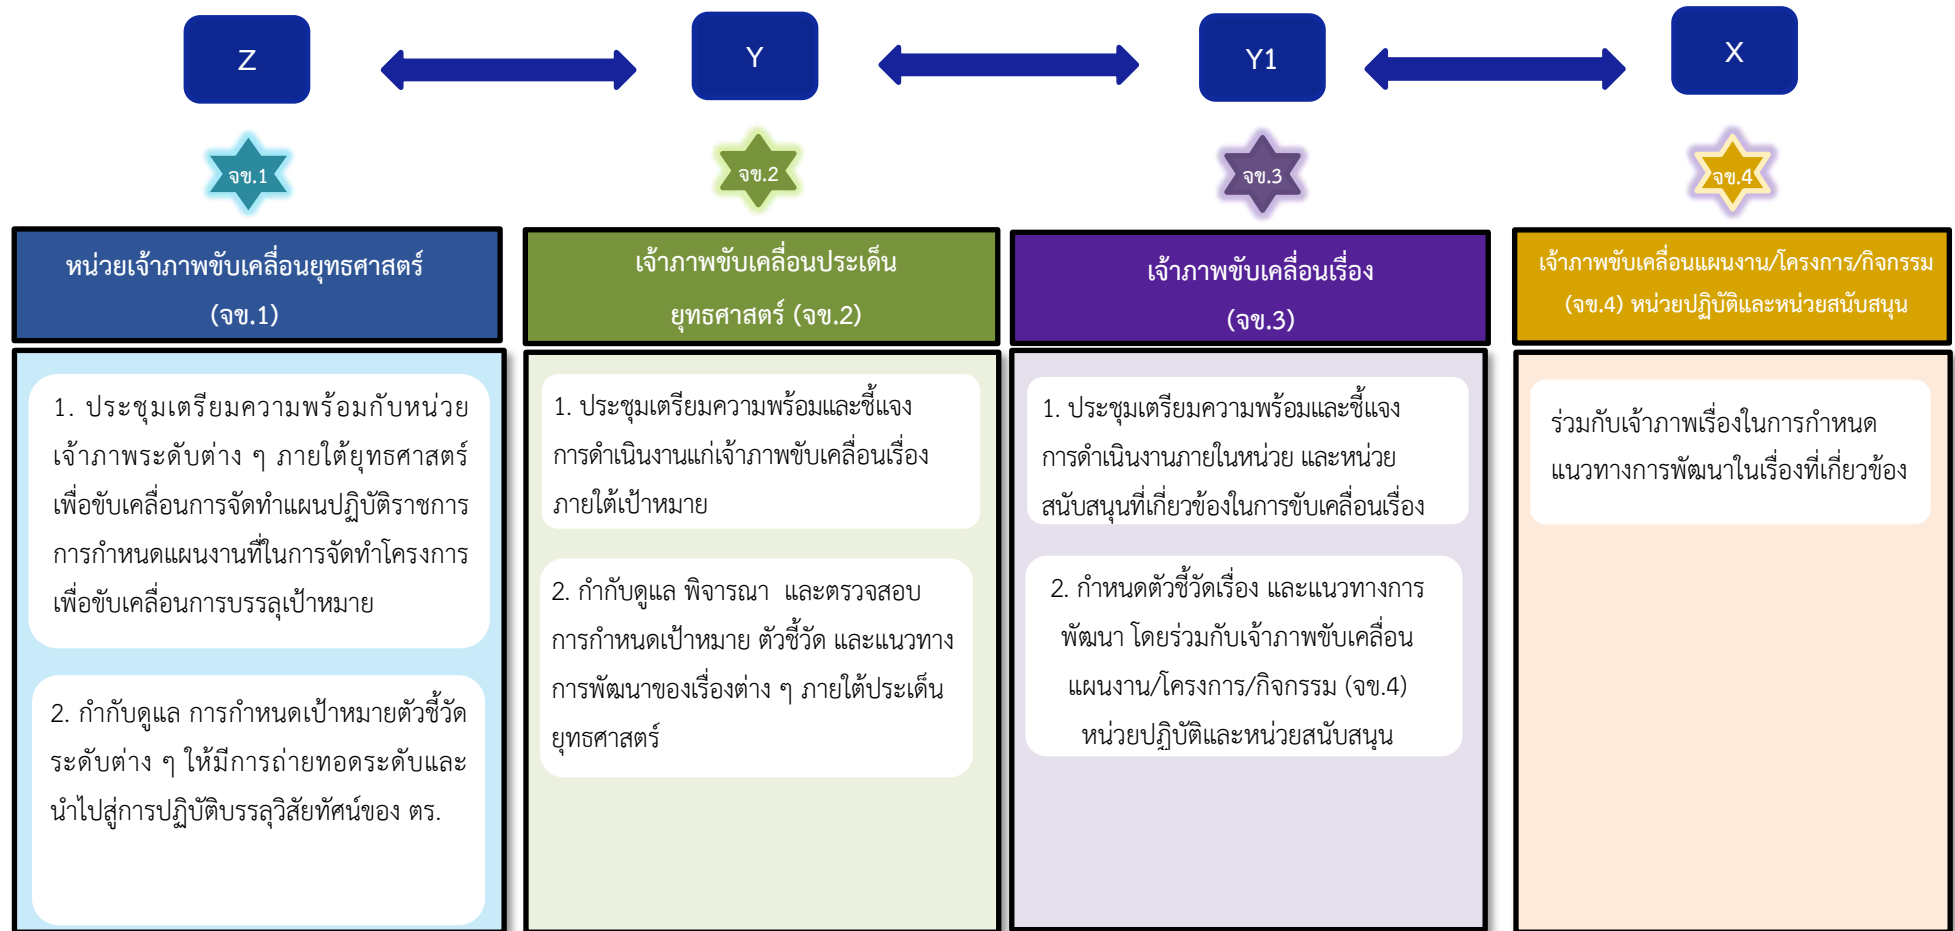 Z
Y
Y1
X
จข.1
จข.2
จข.3
จข.4
หน่วยเจ้าภาพขับเคลื่อนยุทธศาสตร์
(จข.1)
1. ประชุมเตรียมความพร้อมกับหน่วย
เจ้าภาพระดับต่าง ๆ ภายใต้ยุทธศาสตร์
เพื่อขับเคลื่อนการจัดทำแผนปฏิบัติราชการ
การกำหนดแผนงานที่ในการจัดทำโครงการ
เพื่อขับเคลื่อนการบรรลุเป้าหมาย
2. กำกับดูแล การกำหนดเป้าหมายตัวชี้วัด
ระดับต่าง ๆ ให้มีการถ่ายทอดระดับและ
นำไปสู่การปฏิบัติบรรลุวิสัยทัศน์ของ ตร.
เจ้าภาพขับเคลื่อนประเด็น
ยุทธศาสตร์ (จข.2)
1. ประชุมเตรียมความพร้อมและชี้แจง
การดำเนินงานแก่เจ้าภาพขับเคลื่อนเรื่อง
ภายใต้เป้าหมาย
2. กำกับดูแล พิจารณา และตรวจสอบ
การกำหนดเป้าหมาย ตัวชี้วัด และแนวทาง
การพัฒนาของเรื่องต่าง ๆ ภายใต้ประเด็น
ยุทธศาสตร์
เจ้าภาพขับเคลื่อนเรื่อง
(จข.3)
1. ประชุมเตรียมความพร้อมและชี้แจง
การดำเนินงานภายในหน่วย และหน่วย
สนับสนุนที่เกี่ยวข้องในการขับเคลื่อนเรื่อง
2. กำหนดตัวชี้วัดเรื่อง และแนวทางการ
พัฒนา โดยร่วมกับเจ้าภาพขับเคลื่อน
แผนงาน/โครงการ/กิจกรรม (จข.4)
หน่วยปฏิบัติและหน่วยสนับสนุน
เจ้าภาพขับเคลื่อนแผนงาน/โครงการ/กิจกรรม
(จข.4) หน่วยปฏิบัติและหน่วยสนับสนุน
ร่วมกับเจ้าภาพเรื่องในการกำหนด
แนวทางการพัฒนาในเรื่องที่เกี่ยวข้อง